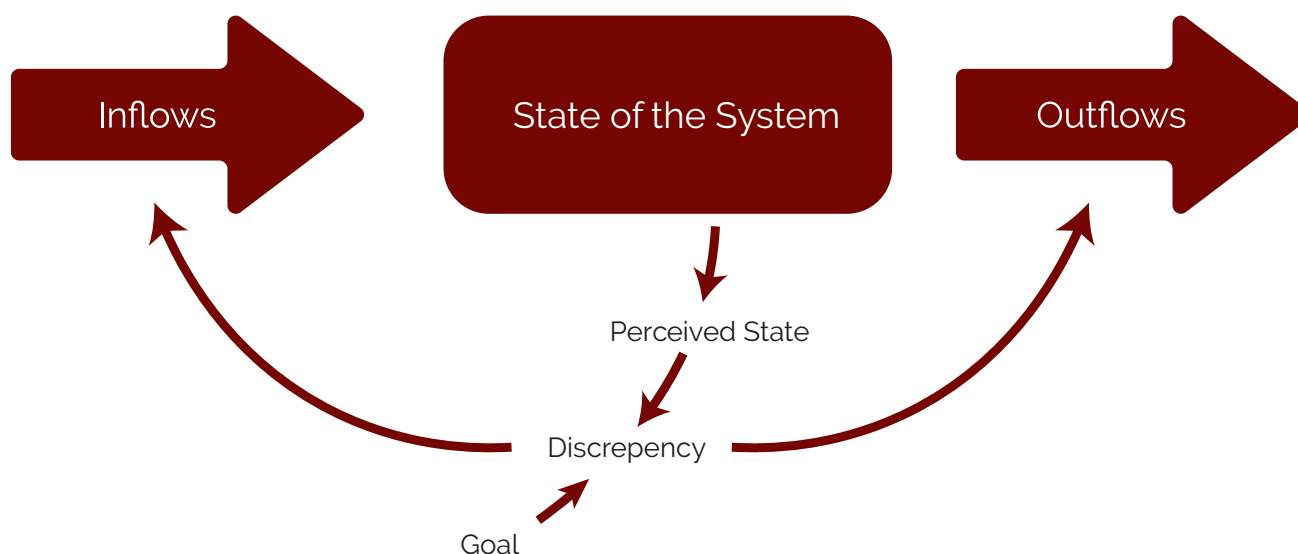 Inflows
State of the System
Outflows
Perceived State
Discrepency
Goal